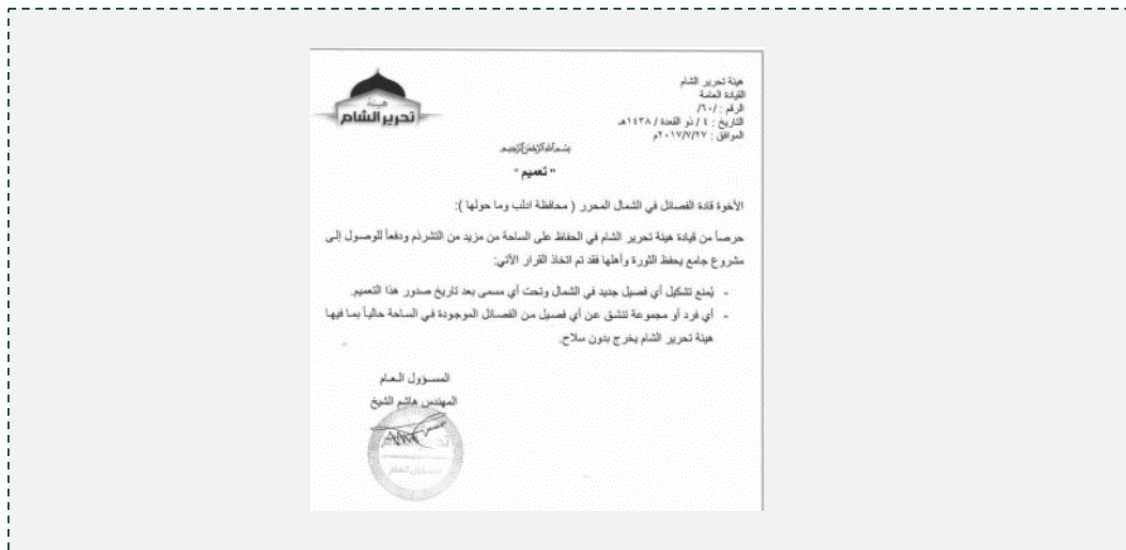 هيئة
تحرير الشام
هيئة تحرير الشام
القيادة العامة
الرقم : /٦٠/
التاريخ : ٤ / ذو القعدة / ١٤٣٨هـ
الموافق : ٢٠١٧/٧/٢٧م
بسم الله الرحمن الرحيم
" تعميم "
الأخوة قادة الفصائل في الشمال المحرر ( محافظة ادلب وما حولها ):
حرصاً من قيادة هيئة تحرير الشام في الحفاظ على الساحة من مزيد من التشرذم ودفعاً للوصول إلى
مشروع جامع يحفظ الثورة وأهلها فقد تم اتخاذ القرار الآتي:
- يُمنع تشكيل أي فصيل جديد في الشمال وتحت أي مسمى بعد تاريخ صدور هذا التعميم.
- أي فرد أو مجموعة تنشق عن أي فصيل من الفصائل الموجودة في الساحة حالياً بما فيها
هيئة تحرير الشام يخرج بدون سلاح.
المسؤول العام
المهندس هاشم الشيخ